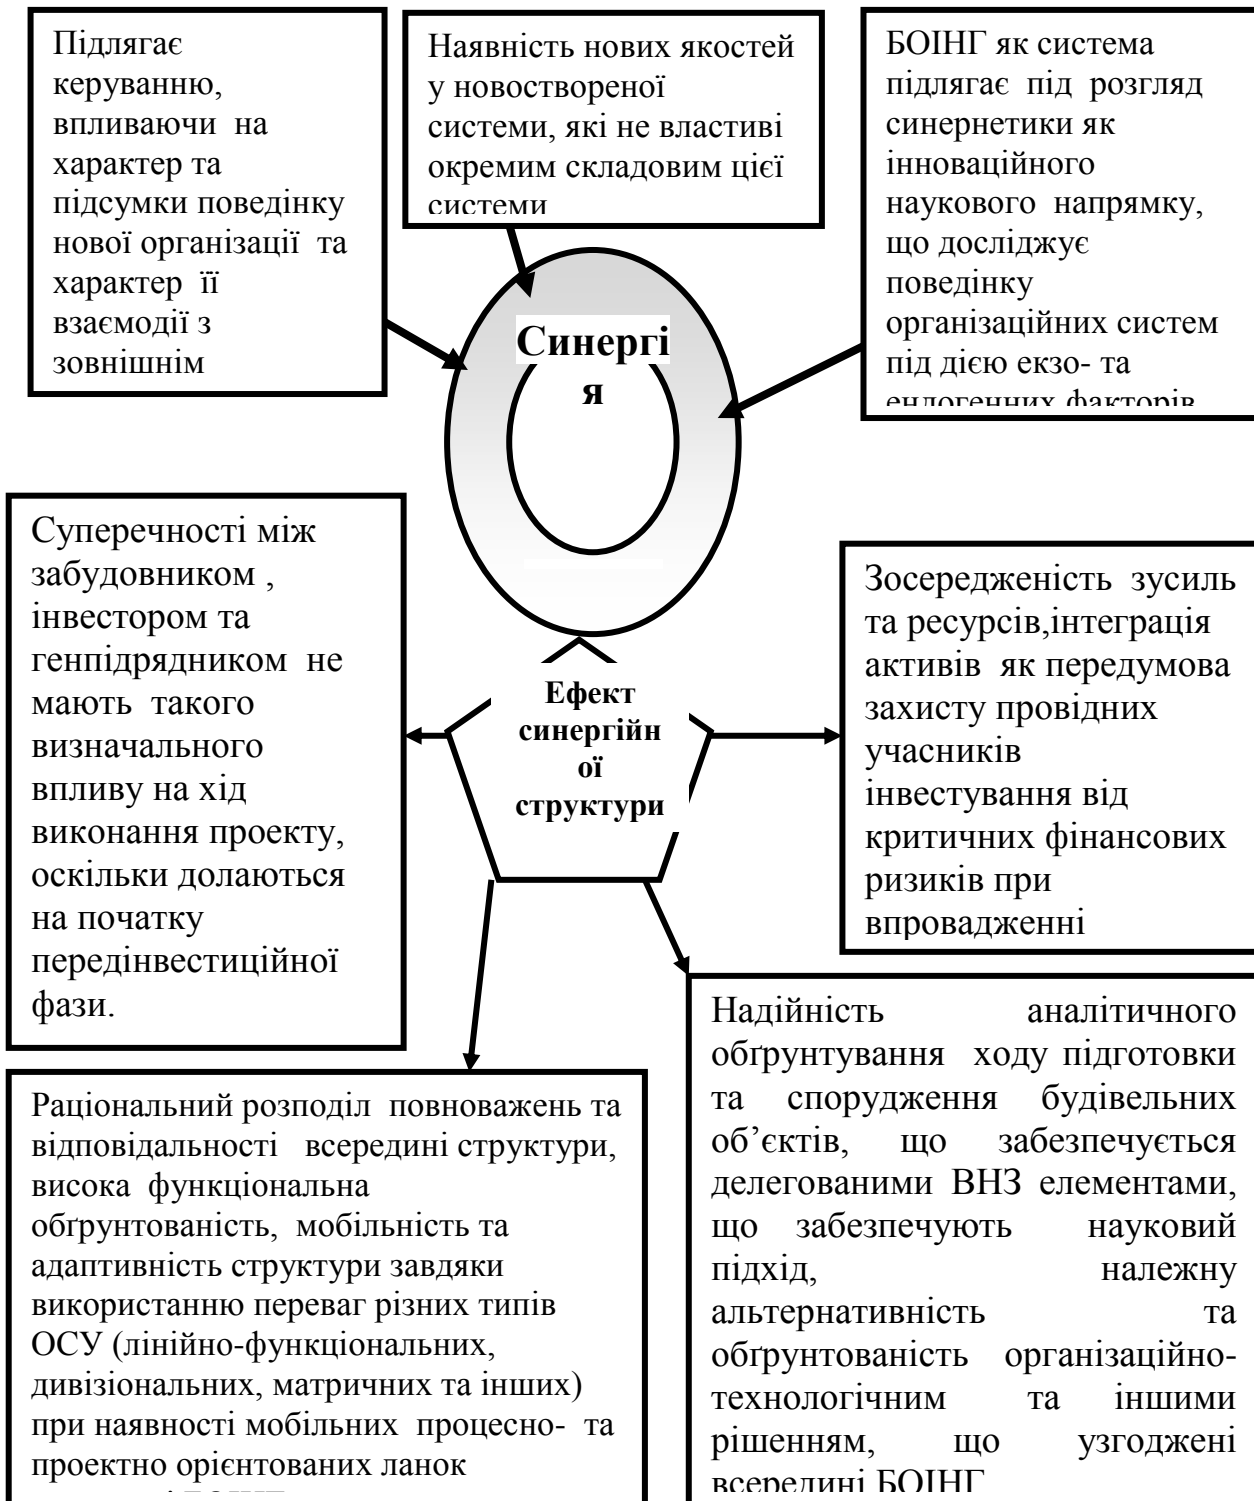 Підлягає
керуванню,
впливаючи на
характер та
підсумки поведінку
нової організації та
характер її
взаємодії з
зовнішнім
Наявність нових якостей
у новоствореної
системи, які не властиві
окремим складовим цієї
системи
БОІНГ як система
підлягає під розгляд
синернетики як
інноваційного
наукового напрямку,
що досліджує
поведінку
організаційних систем
під дією екзо- та
ендогенних факторів
Синергі
я
Суперечності між
забудовником ,
інвестором та
генпідрядником не
мають такого
визначального
впливу на хід
виконання проекту,
оскільки долаються
на початку
передінвестиційної
фази.
Ефект
синергійн
ої
структури
Зосередженість зусиль
та ресурсів,інтеграція
активів як передумова
захисту провідних
учасників
інвестування від
критичних фінансових
ризиків при
впровадженні
Раціональний розподіл повноважень та
відповідальності всередині структури,
висока функціональна
обґрунтованість, мобільність та
адаптивність структури завдяки
використанню переваг різних типів
ОСУ (лінійно-функціональних,
дивізіональних, матричних та інших)
при наявності мобільних процесно- та
проектно орієнтованих ланок
Надійність аналітичного
обґрунтування ходу підготовки
та спорудження будівельних
об’єктів, що забезпечується
делегованими ВНЗ елементами,
що забезпечують науковий
підхід, належну
альтернативність та
обґрунтованість організаційно-
технологічним та іншими
рішенням, що узгоджені
всередині БОІНГ